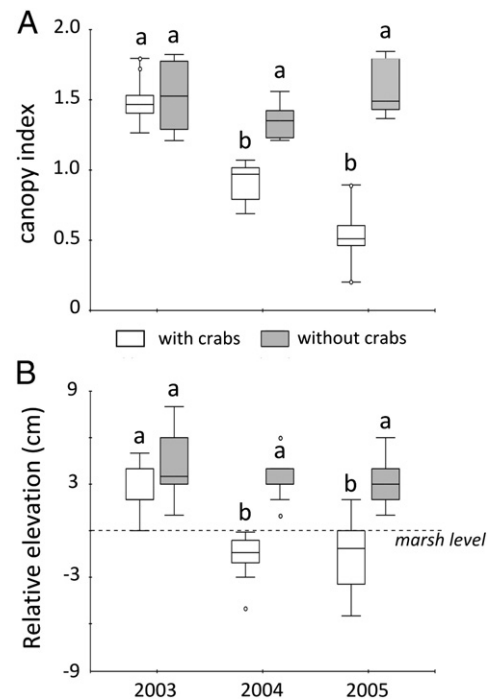 A
2.0
a a
a
a
1.5
b
b
1.0
0.5
0
canopy index
with crabs without crabs
B
9
a
a
a
a
3
b
b
marsh level
-3
-9
Relative elevation (cm)
2003 2004 2005